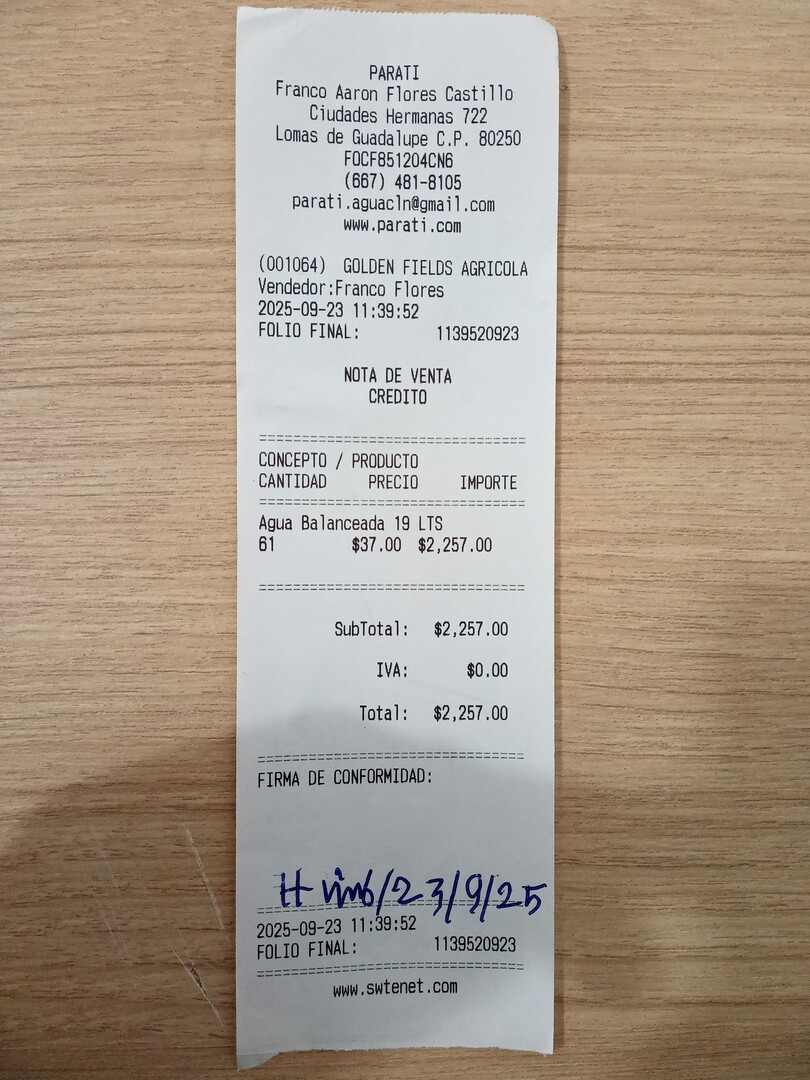 PARATI
Franco Aaron Flores Castillo
Ciudades Hermanas 722
Lomas de Guadalupe C.P. 80250
FOCF851204CN6
(667) 481-8105
parati.aguacln@gmail.com
www.parati.com
(001064) GOLDEN FIELDS AGRICOLA
Vendedor:Franco Flores
2025-09-23 11:39:52
FOLIO FINAL: 1139520923
NOTA DE VENTA
CREDITO
CONCEPTO / PRODUCTO
CANTIDAD PRECIO IMPORTE
Agua Balanceada 19 LTS
61 $37.00 $2,257.00
SubTotal: $2,257.00
IVA: $0.00
Total: $2,257.00
FIRMA DE CONFORMIDAD:
/23/9/25
2025-09-23 11:39:52
FOLIO FINAL: 1139520923
www.swtenet.com